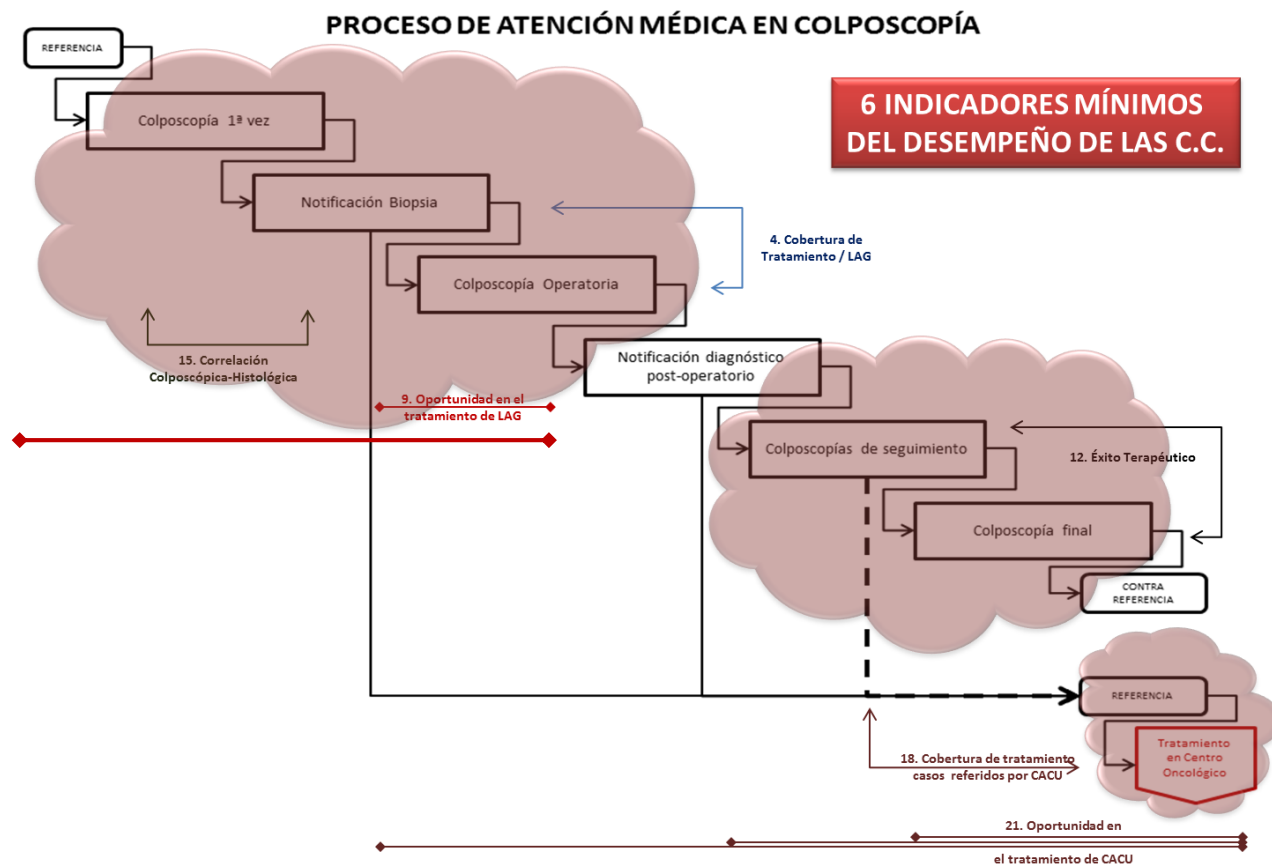 PROCESO DE ATENCIÓN MÉDICA EN COLPOSCOPÍA
REFERENCIA
6 INDICADORES MÍNIMOS
DEL DESEMPEÑO DE LAS C.C.
Colposcopía 1ª vez
Notificación Biopsia
4. Cobertura de
Tratamiento / LAG
Colposcopía Operatoria
15. Correlación
Colposcópica-Histológica
Notificación diagnóstico
post-operatorio
9. Oportunidad en el
tratamiento de LAG
Colposcopías de seguimiento
12. Éxito Terapéutico
Colposcopía final
CONTRA
REFERENCIA
REFERENCIA
18. Cobertura de tratamiento
casos referidos por CACU
Tratamiento
en Centro
Oncológico
21. Oportunidad en
el tratamiento de CACU